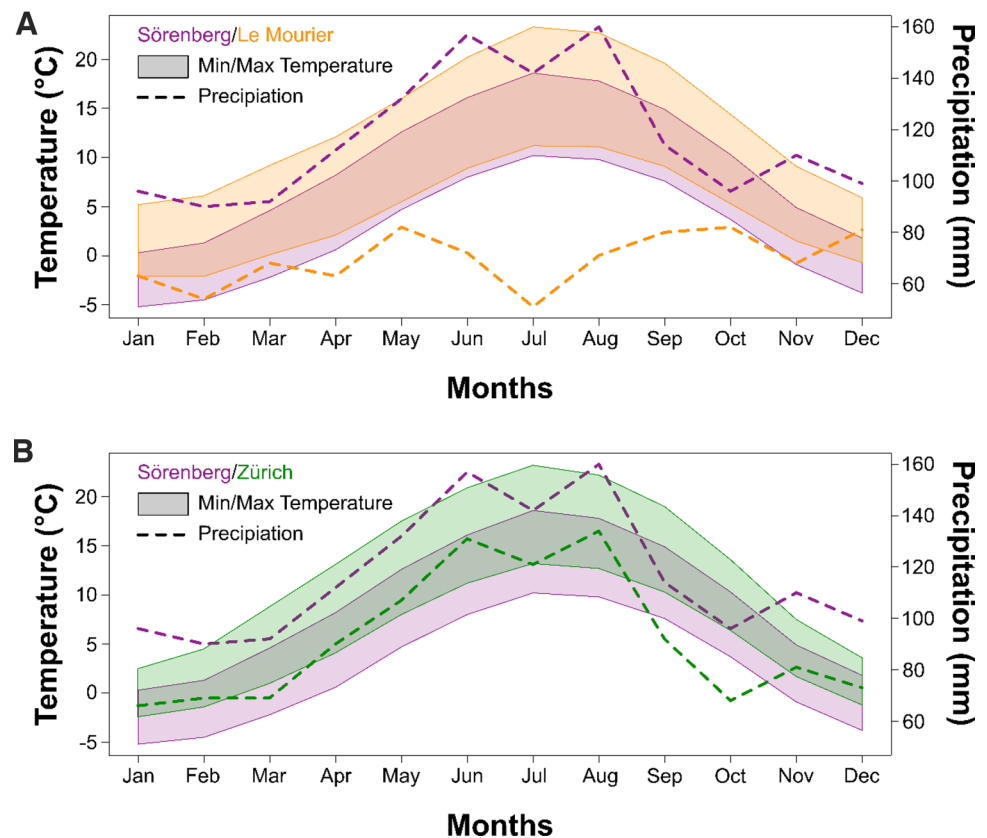 A
Sörenberg/Le Mourier
Min/Max Temperature
Precipiation
Temperature (°C)
20
15
10
5
0
-5
Precipitation (mm)
160
140
120
100
80
60
Jan Feb Mar Apr May Jun Jul Aug Sep Oct Nov Dec
Months
B
Sörenberg/Zürich
Min/Max Temperature
Precipiation
Temperature (°C)
20
15
10
5
0
-5
Precipitation (mm)
160
140
120
100
80
60
Jan Feb Mar Apr May Jun Jul Aug Sep Oct Nov Dec
Months